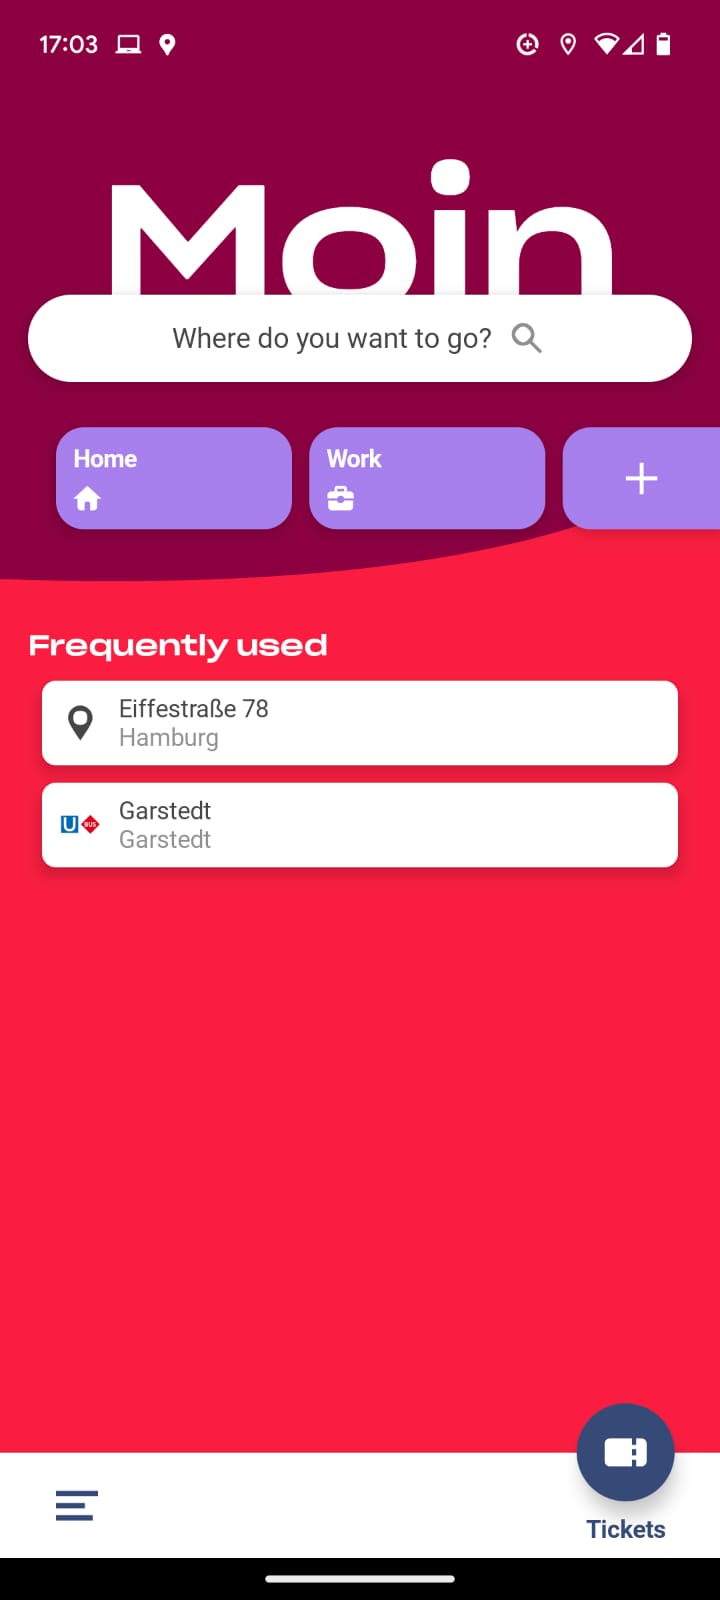 17:03
Moin
Where do you want to go?
Home
Work
Frequently used
Eiffestraße 78
Hamburg
U BUS
Garstedt
Garstedt
Tickets